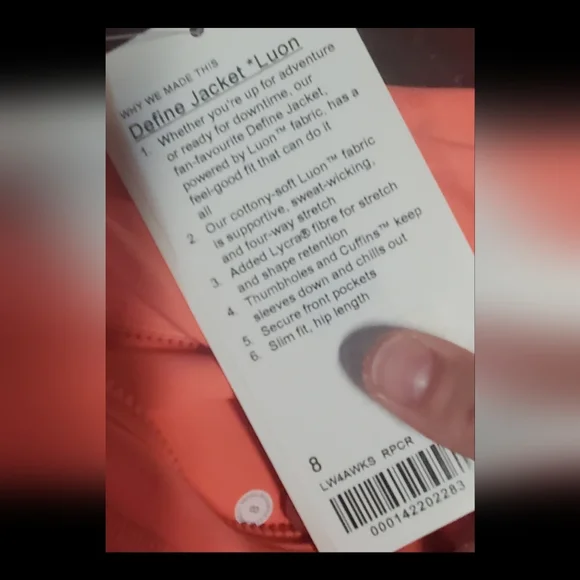 WHY WE MADE THIS
Define Jacket *Luon
1. Whether you're up for adventure
or ready for downtime, our
fan-favourite Define Jacket,
powered by Luon™ fabric, has a
feel-good fit that can do it
all
2. Our cottony-soft Luon™ fabric
is supportive, sweat-wicking,
and four-way stretch
3. Added Lycra® fibre for stretch
and shape retention
4. Thumbholes and Cuffins™ keep
sleeves down and chills out
5. Secure front pockets
6. Slim fit, hip length
8
LW4AWKS RPCR
000142202283
8